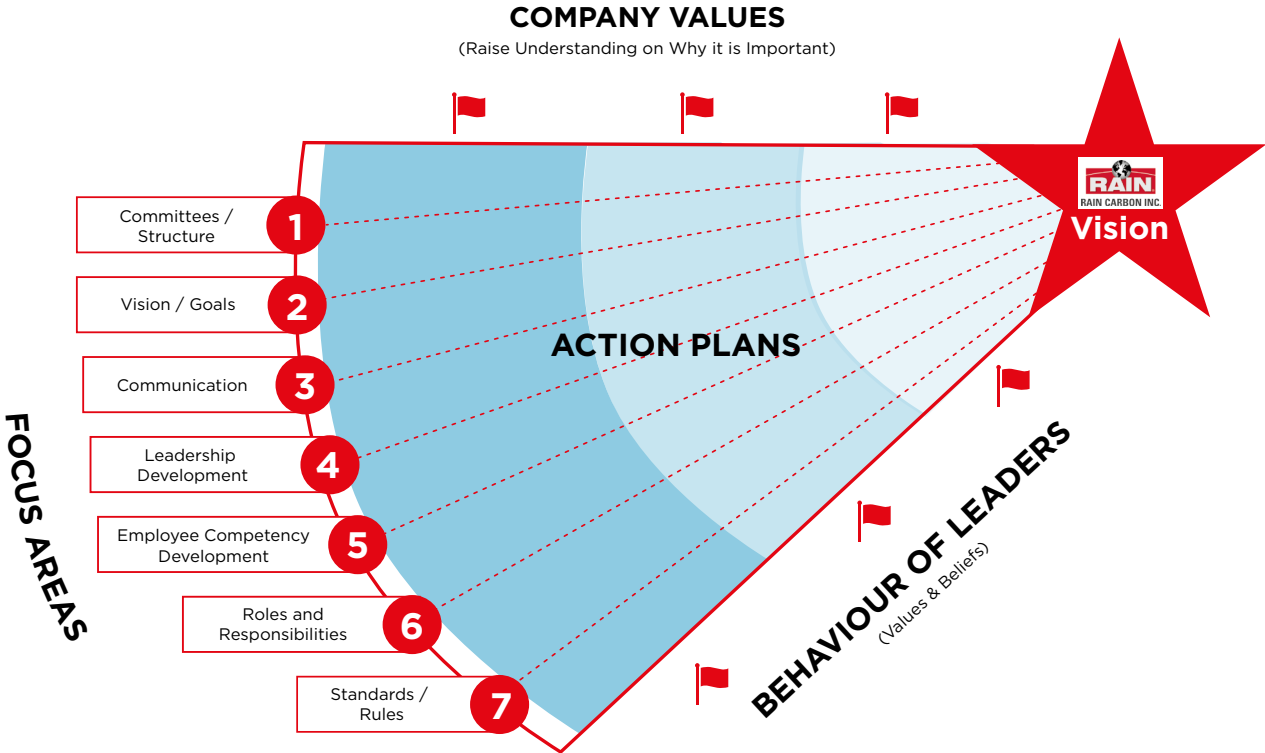 COMPANY VALUES
(Raise Understanding on Why it is Important)
RAIN
RAIN CARBON INC.
Vision
Committees /
Structure
1
Vision / Goals
2
Communication
3
Leadership
Development
4
Employee Competency
Development
5
Roles and
Responsibilities
6
Standards /
Rules
7
FOCUS AREAS
ACTION PLANS
BEHAVIOUR OF LEADERS
(Values & Beliefs)